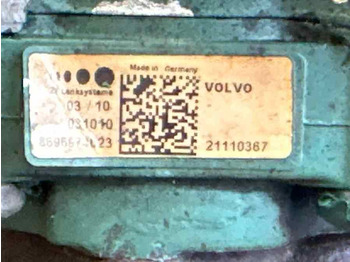 Made in Germany
Lenksysteme
VOLVO
03/10
031010
21110367